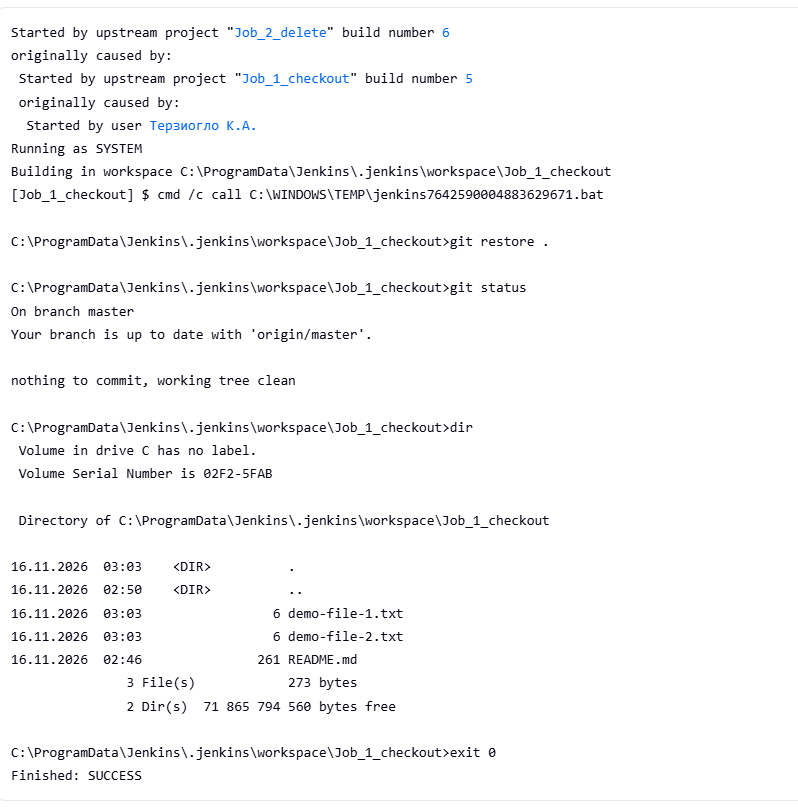 Started by upstream project "Job_2_delete" build number 6
originally caused by:
 Started by upstream project "Job_1_checkout" build number 5
 originally caused by:
  Started by user Терзиогло К.А.
Running as SYSTEM
Building in workspace C:\ProgramData\Jenkins\.jenkins\workspace\Job_1_checkout
[Job_1_checkout] $ cmd /c call C:\WINDOWS\TEMP\jenkins7642590004883629671.bat

C:\ProgramData\Jenkins\.jenkins\workspace\Job_1_checkout>git restore .

C:\ProgramData\Jenkins\.jenkins\workspace\Job_1_checkout>git status
On branch master
Your branch is up to date with 'origin/master'.

nothing to commit, working tree clean

C:\ProgramData\Jenkins\.jenkins\workspace\Job_1_checkout>dir
 Volume in drive C has no label.
 Volume Serial Number is 02F2-5FAB

 Directory of C:\ProgramData\Jenkins\.jenkins\workspace\Job_1_checkout

16.11.2026  03:03    <DIR>          .
16.11.2026  02:50    <DIR>          ..
16.11.2026  03:03                 6 demo-file-1.txt
16.11.2026  03:03                 6 demo-file-2.txt
16.11.2026  02:46               261 README.md
               3 File(s)            273 bytes
               2 Dir(s)  71 865 794 560 bytes free

C:\ProgramData\Jenkins\.jenkins\workspace\Job_1_checkout>exit 0
Finished: SUCCESS